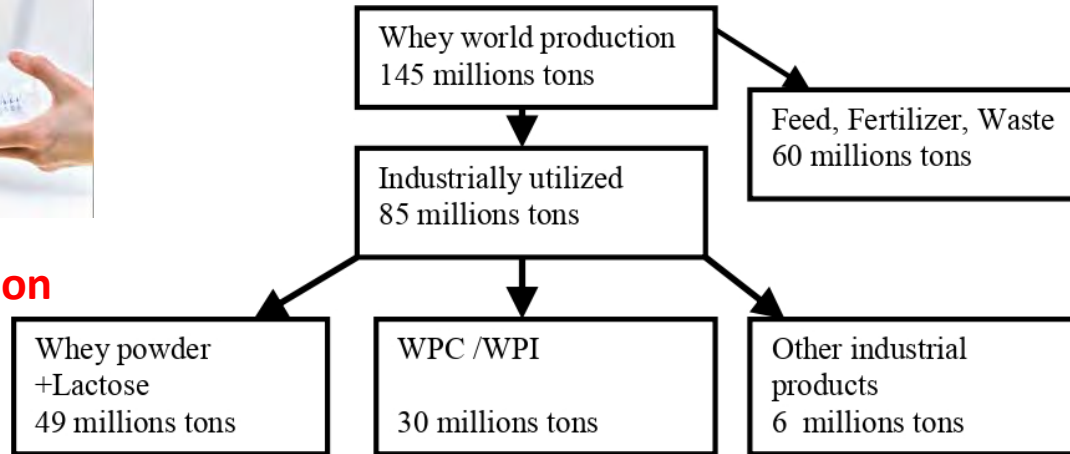 Whey world production
145 millions tons
Feed, Fertilizer, Waste
60 millions tons
Industrially utilized
85 millions tons
on
Whey powder
+Lactose
49 millions tons
WPC /WPI
30 millions tons
Other industrial
products
6 millions tons